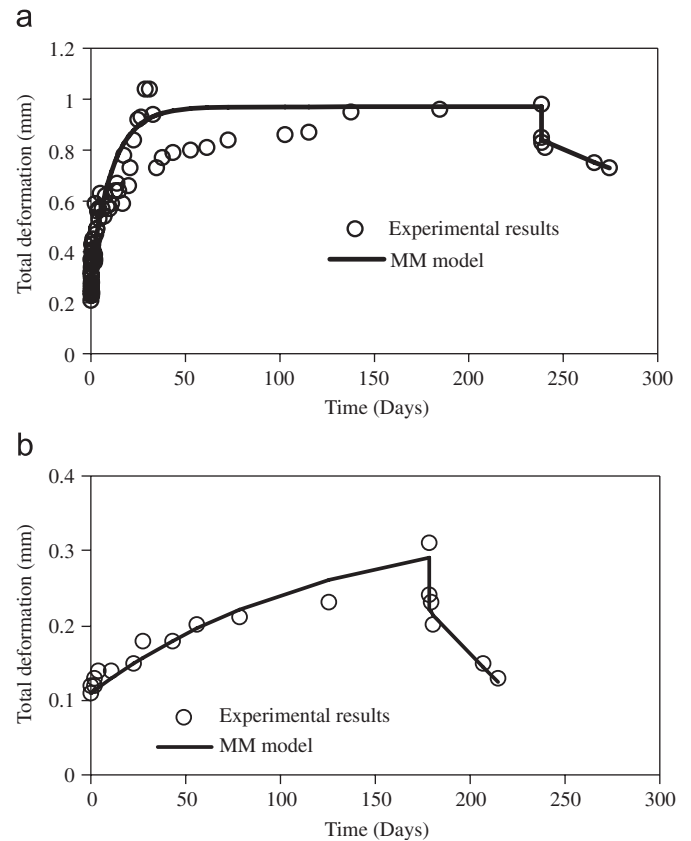 a
1.2
1
0.8
0.6
0.4
0.2
0
Total deformation (mm)
Experimental results
MM model
0 50 100 150 200 250 300
Time (Days)
b
0.4
0.3
0.2
0.1
0
Total deformation (mm)
Experimental results
MM model
0 50 100 150 200 250 300
Time (Days)